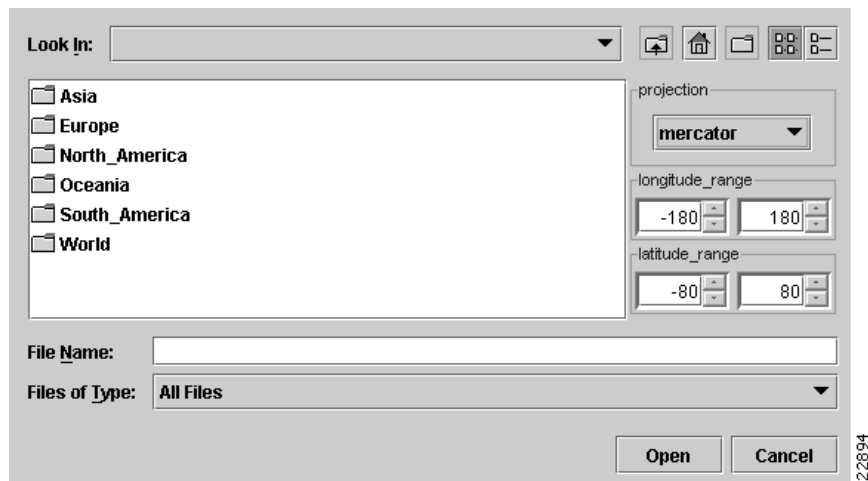 Look In:
Asia
Europe
North_America
Oceania
South_America
World
projection
mercator
longitude_range
-180 180
latitude_range
-80 80
File Name:
Files of Type: All Files
Open Cancel
22894